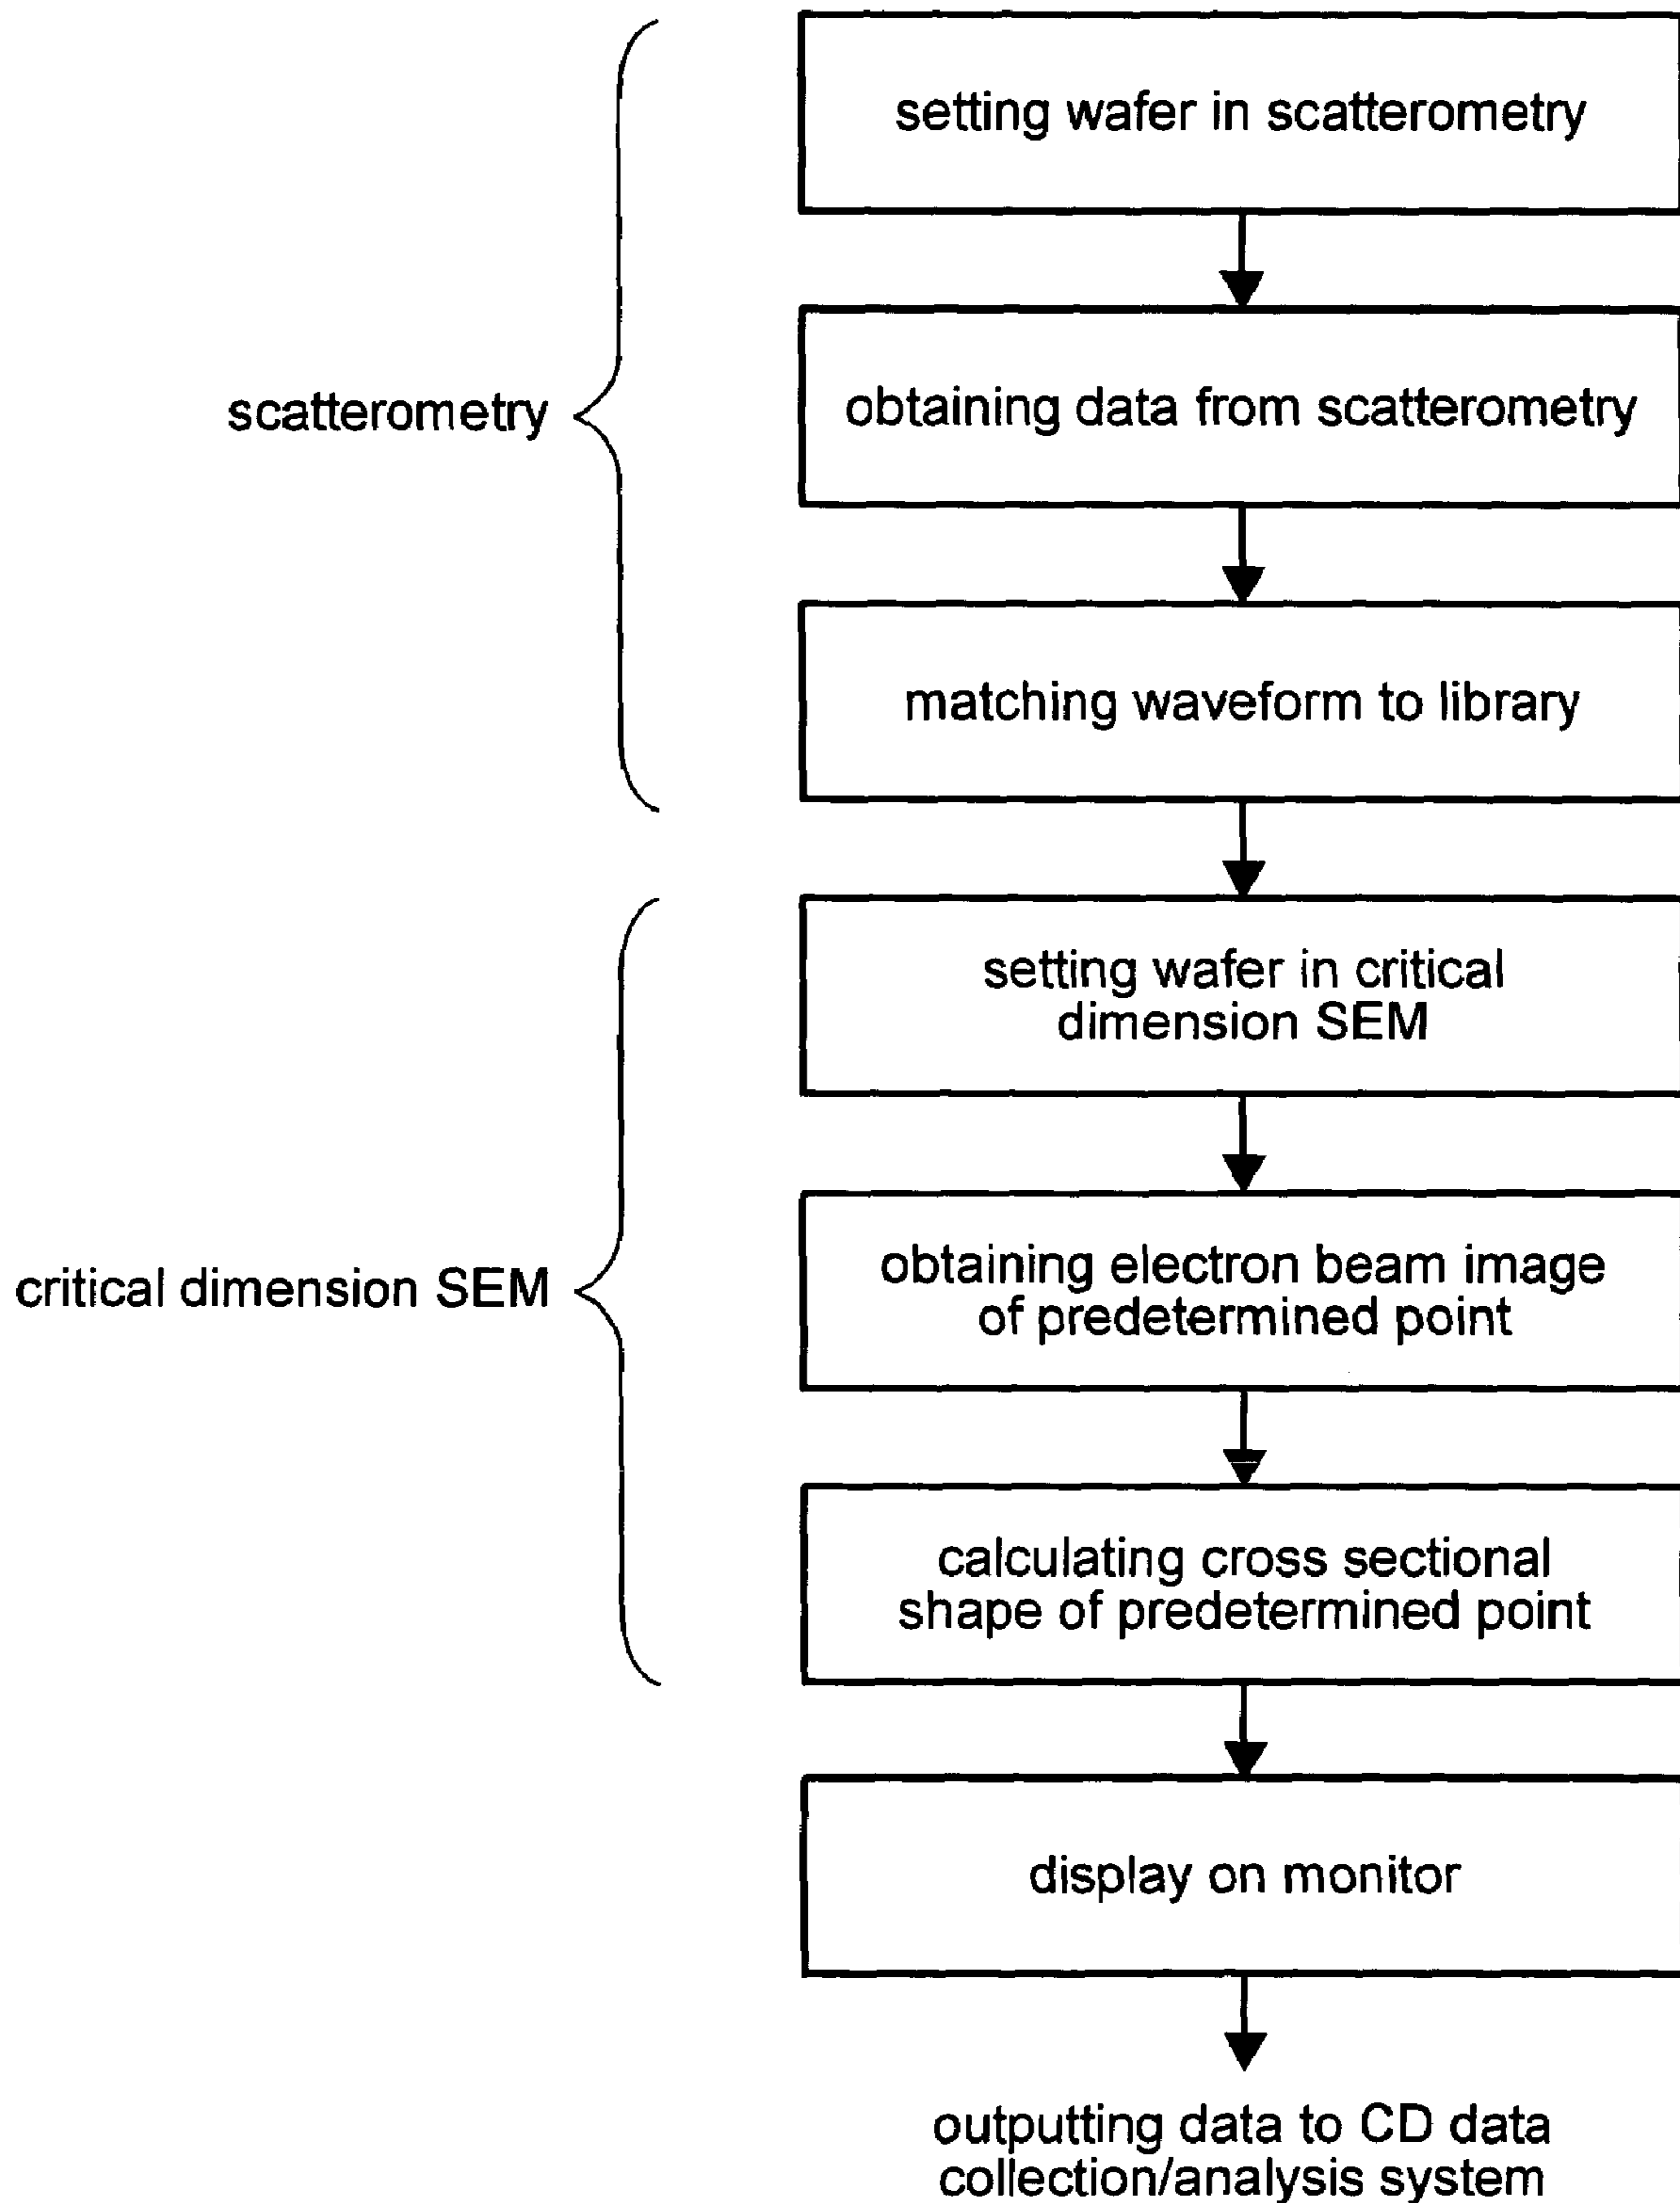 setting wafer in scatterometry
obtaining data from scatterometry
scatterometry
matching waveform to library
setting wafer in critical
dimension SEM
obtaining electron beam image
of predetermined point
critical dimension SEM
calculating cross sectional
shape of predetermined point
display on monitor
outputting data to CD data
collection/analysis system